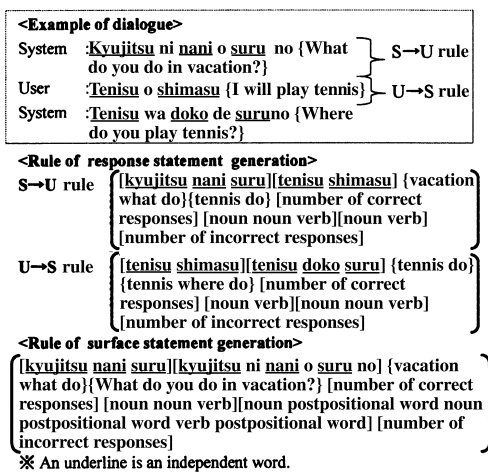 <Example of dialogue>
System :Kyujitsu ni nani o suru no {What
do you do in vacation?}
S→U rule
User :Tenisu o shimasu {I will play tennis}
U→S rule
System :Tenisu wa doko de suruno {Where
do you play tennis?}
<Rule of response statement generation>
S→U rule [kyujitsu nani suru][tenisu shimasu] {vacation
what do}{tennis do} [number of correct
responses] [noun noun verb][noun verb]
[number of incorrect responses]
U→S rule [tenisu shimasu][tenisu doko suru] {tennis do}
{tennis where do} [number of correct
responses] [noun verb][noun noun verb]
[number of incorrect responses]
<Rule of surface statement generation>
[kyujitsu nani suru][kyujitsu ni nani o suru no] {vacation
what do}{What do you do in vacation?} [number of correct
responses] [noun noun verb][noun postpositional word noun
postpositional word verb postpositional word] [number of
incorrect responses]
※ An underline is an independent word.